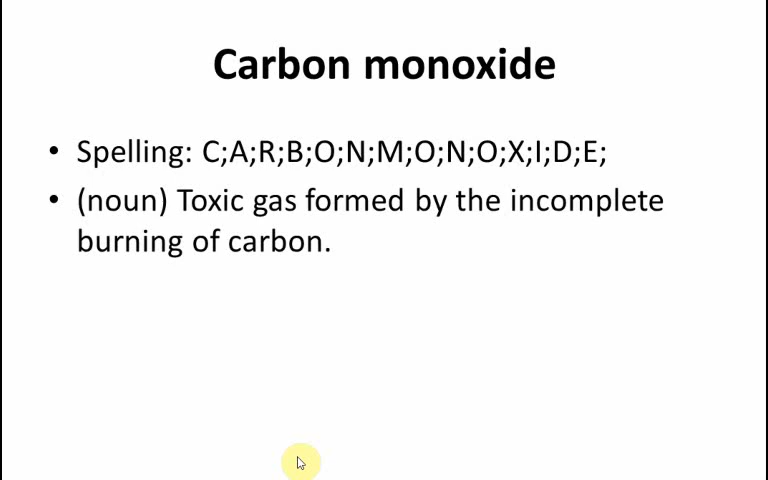 Carbon monoxide
• Spelling: C;A;R;B;O;N;M;O;N;O;X;I;D;E;
• (noun) Toxic gas formed by the incomplete
burning of carbon.